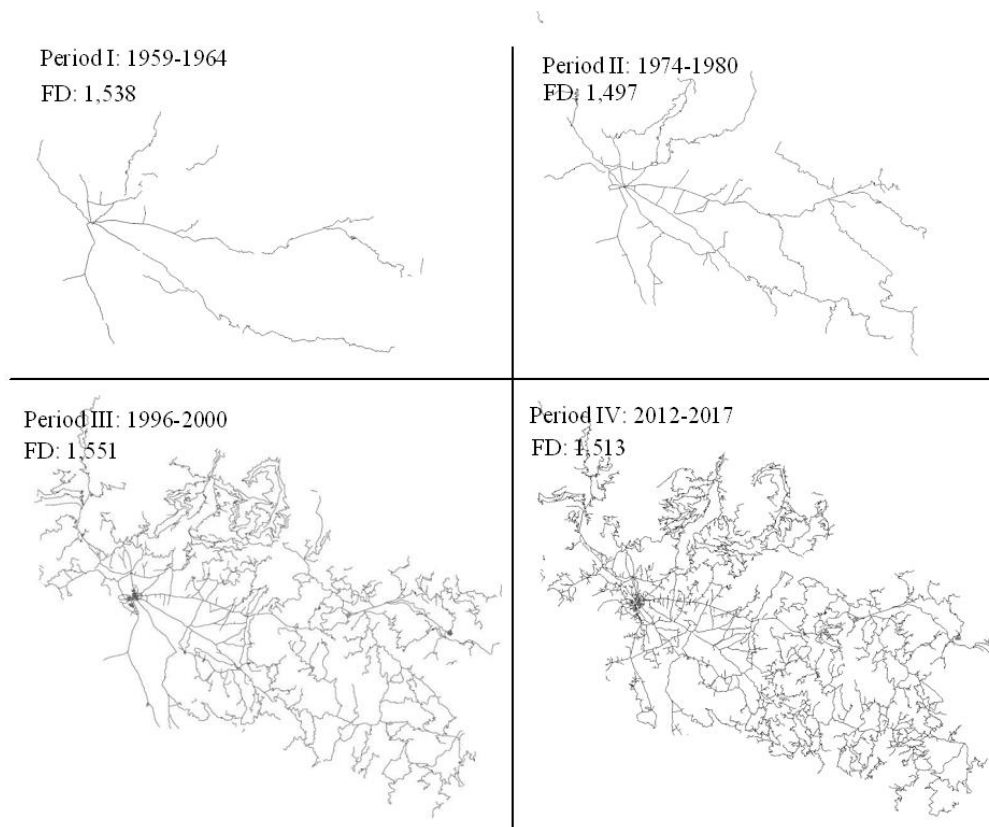 Period I: 1959-1964
FD: 1,538
Period II: 1974-1980
FD: 1,497
Period III: 1996-2000
FD: 1,551
Period IV: 2012-2017
FD: 1,513